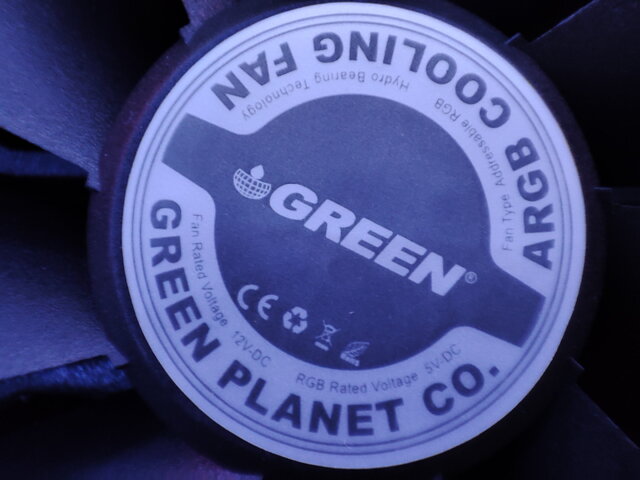 ARGB COOLING FAN
Fan Type Addressable RGB
Hydro Bearing Technology
GREEN®
CE
Fan Rated Voltage 12V-DC
RGB Rated Voltage 5V-DC
GREEN PLANET CO.